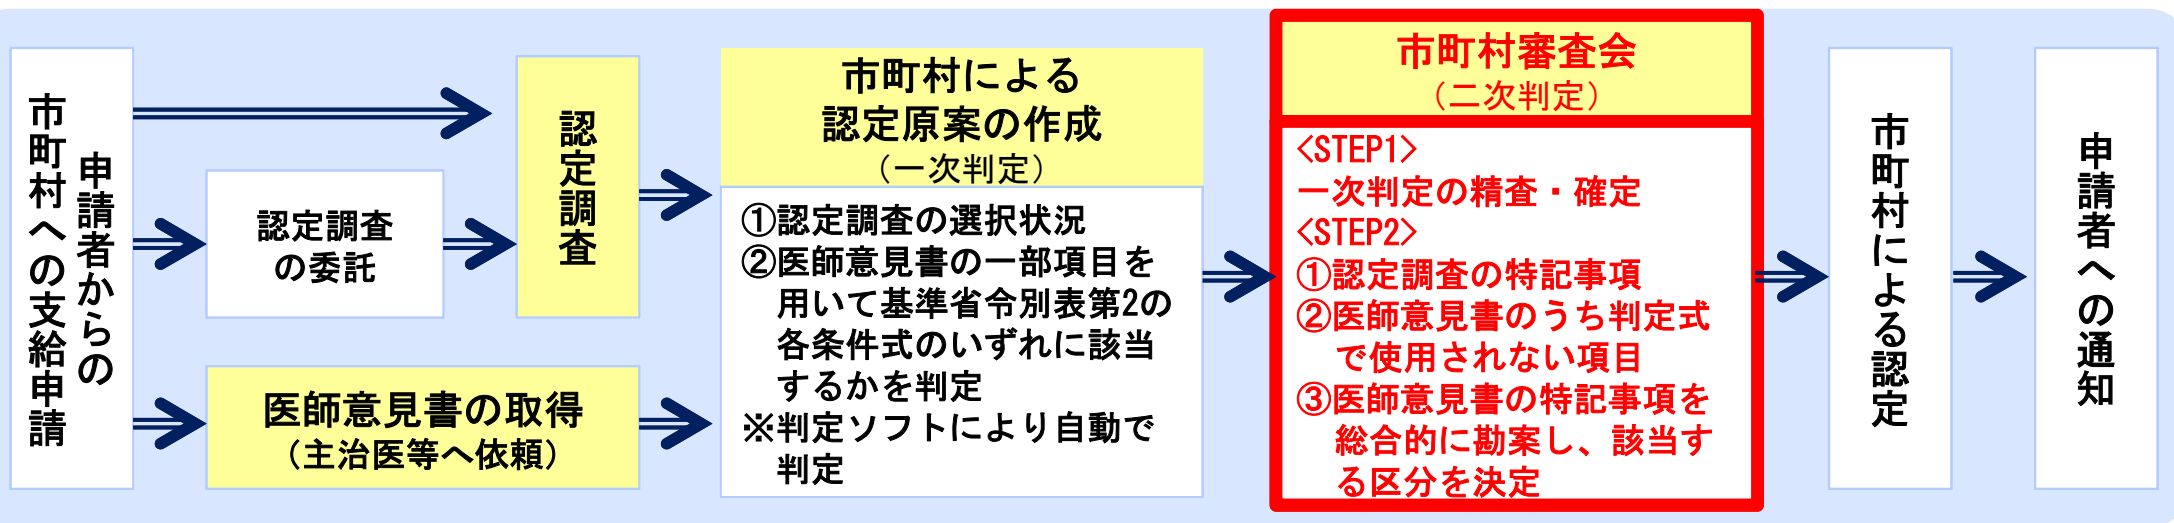 申請者からの
市町村への支給申請
認定調査
の委託
認定調査
医師意見書の取得
（主治医等へ依頼）
市町村による
認定原案の作成
（一次判定）
①認定調査の選択状況
②医師意見書の一部項目を
用いて基準省令別表第2の
各条件式のいずれに該当
するかを判定
※判定ソフトにより自動で
判定
市町村審査会
（二次判定）
<STEP1>
一次判定の精査・確定
<STEP2>
①認定調査の特記事項
②医師意見書のうち判定式
で使用されない項目
③医師意見書の特記事項を
総合的に勘案し、該当す
る区分を決定
市町村による認定
申請者への通知